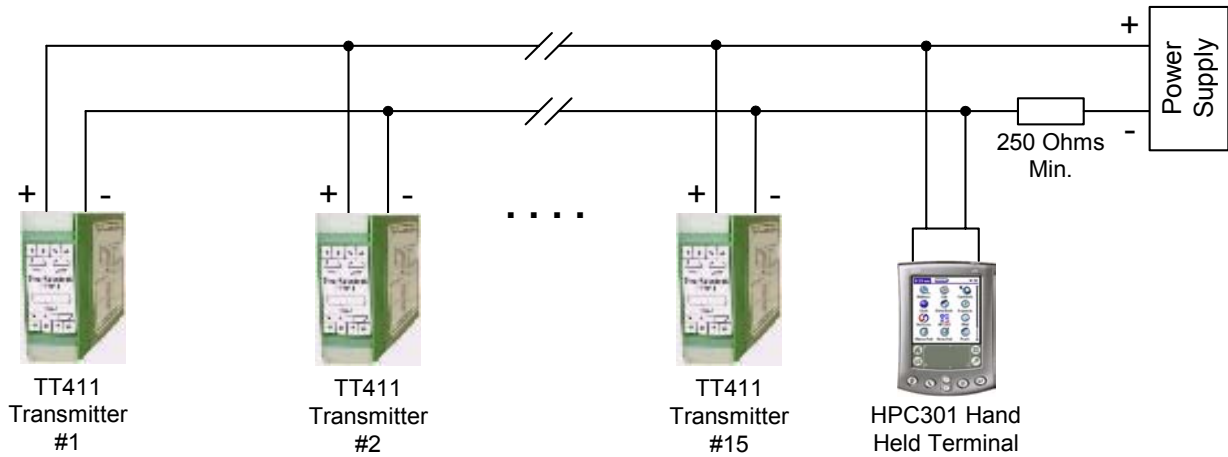 +
Power
Supply
-
250 Ohms
Min.
+ -
+ -
. . . .
+ -
TT411
Transmitter
#1
TT411
Transmitter
#2
TT411
Transmitter
#15
HPC301 Hand
Held Terminal